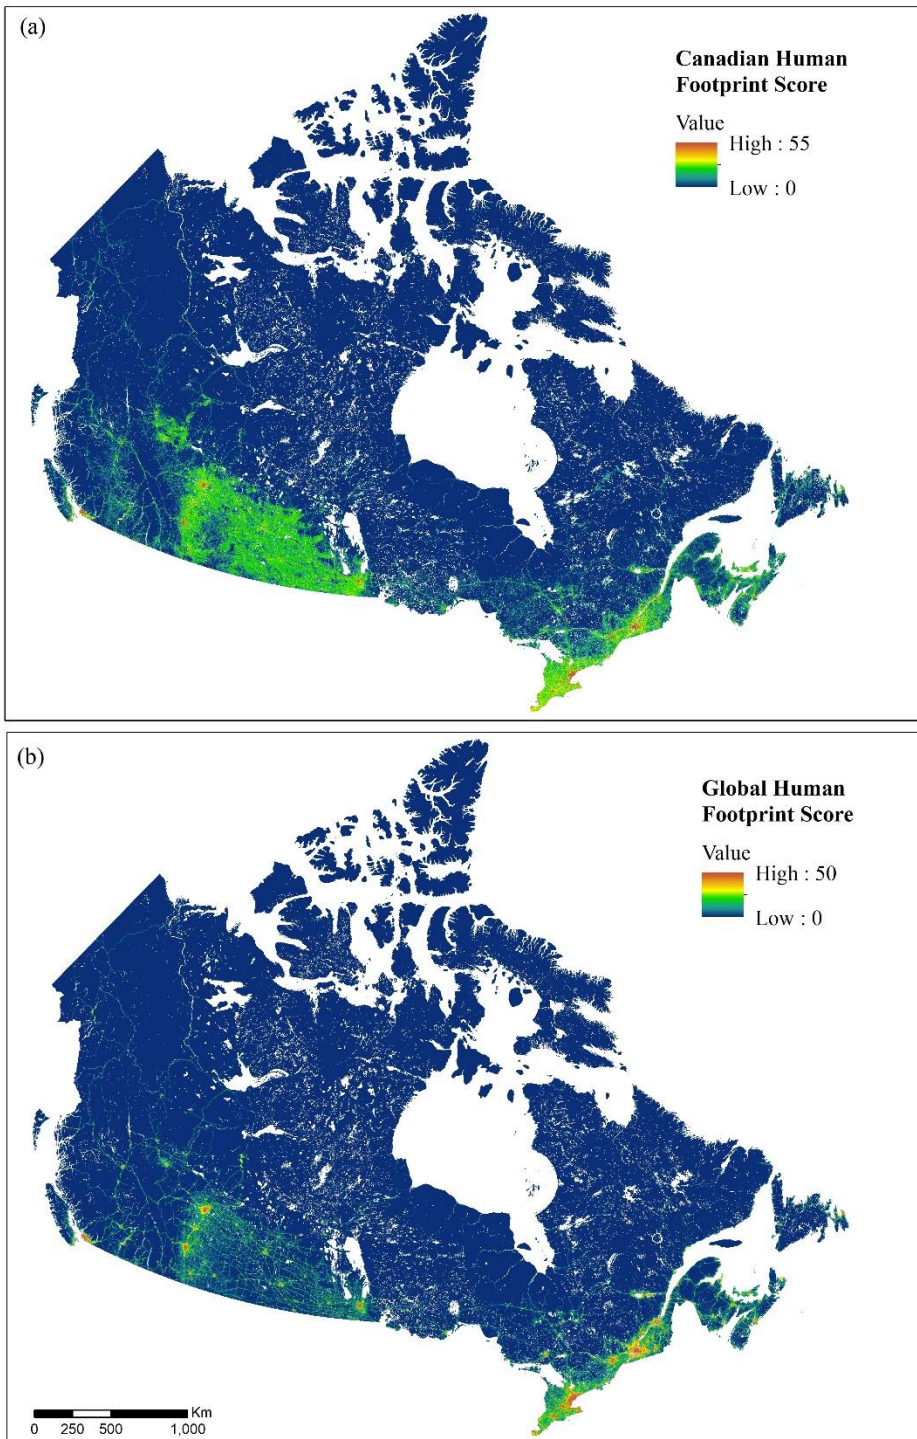 (a)
Canadian Human
Footprint Score
Value
High : 55
Low : 0
(b)
Global Human
Footprint Score
Value
High : 50
Low : 0
Km
0 250 500 1,000